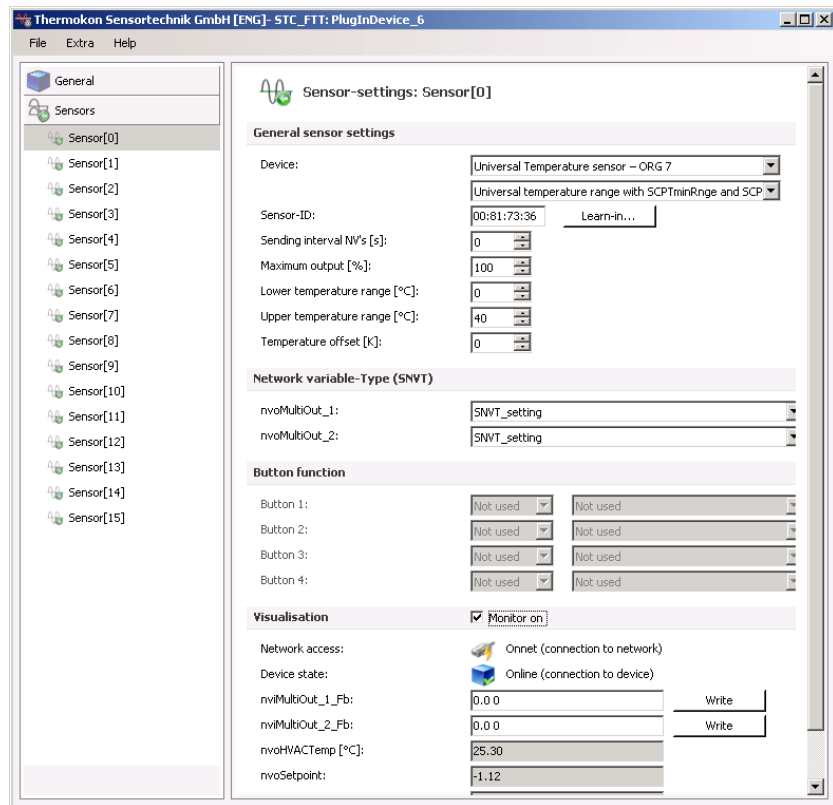 Thermokon Sensortechnik GmbH [ENG]- STC_FTT: PlugInDevice_6
File Extra Help
General
Sensors
Sensor[0]
Sensor[1]
Sensor[2]
Sensor[3]
Sensor[4]
Sensor[5]
Sensor[6]
Sensor[7]
Sensor[8]
Sensor[9]
Sensor[10]
Sensor[11]
Sensor[12]
Sensor[13]
Sensor[14]
Sensor[15]
Sensor-settings: Sensor[0]
General sensor settings
Device: Universal Temperature sensor – ORG 7
Universal temperature range with SCPTminRnge and SCP
Sensor-ID: 00:81:73:36 Learn-in...
Sending interval NV's [s]: 0
Maximum output [%]: 100
Lower temperature range [°C]: 0
Upper temperature range [°C]: 40
Temperature offset [K]: 0
Network variable-Type (SNVT)
nvoMultiOut_1: SNVT_setting
nvoMultiOut_2: SNVT_setting
Button function
Button 1: Not used Not used
Button 2: Not used Not used
Button 3: Not used Not used
Button 4: Not used Not used
Visualisation Monitor on
Network access: Onnet (connection to network)
Device state: Online (connection to device)
nviMultiOut_1_Fb: 0.0 0 Write
nviMultiOut_2_Fb: 0.0 0 Write
nvoHVACTemp [°C]: 25.30
nvoSetpoint: -1.12